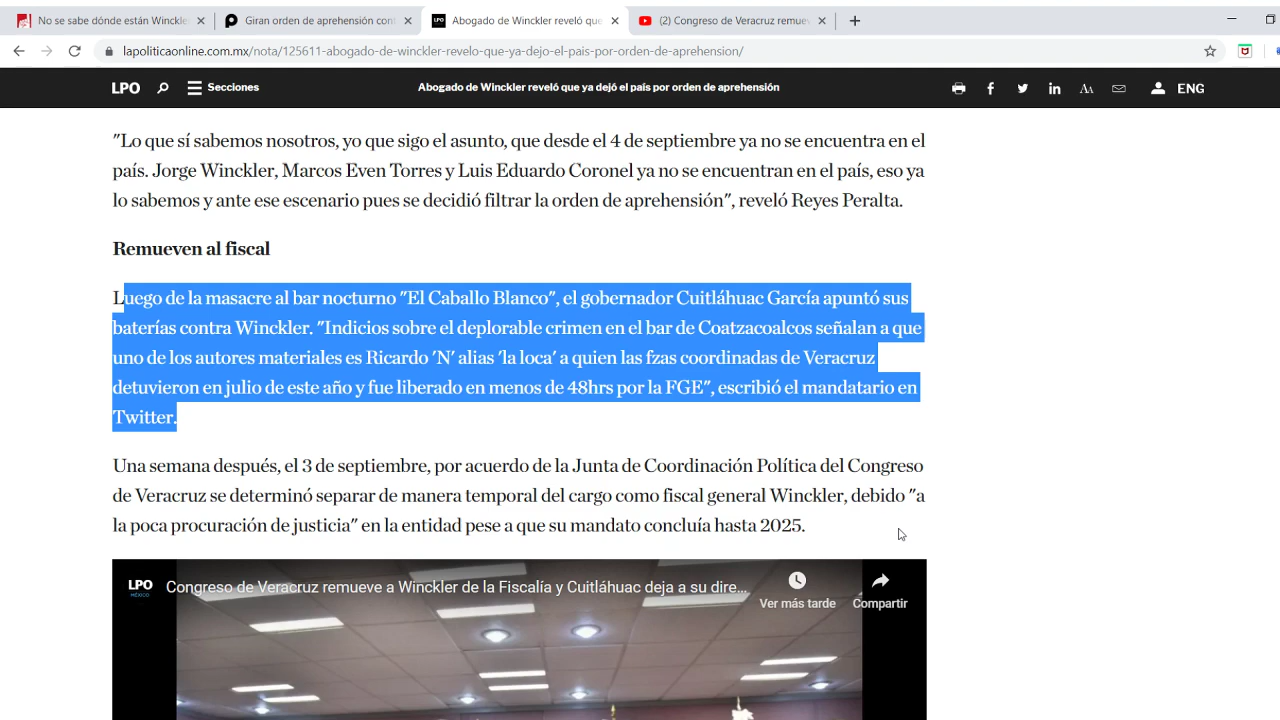 No se sabe dónde están Winckler
Giran orden de aprehensión cont
LPO Abogado de Winckler reveló que
(2) Congreso de Veracruz remuev
lapoliticaonline.com.mx/nota/125611-abogado-de-winckler-revelo-que-ya-dejo-el-pais-por-orden-de-aprehension/
LPO Secciones Abogado de Winckler reveló que ya dejó el país por orden de aprehensión AA ENG
"Lo que sí sabemos nosotros, yo que sigo el asunto, que desde el 4 de septiembre ya no se encuentra en el
país. Jorge Winckler, Marcos Even Torres y Luis Eduardo Coronel ya no se encuentran en el país, eso ya
lo sabemos y ante ese escenario pues se decidió filtrar la orden de aprehensión", reveló Reyes Peralta.
Remueven al fiscal
Luego de la masacre al bar nocturno "El Caballo Blanco", el gobernador Cuitláhuac García apuntó sus
baterías contra Winckler. "Indicios sobre el deplorable crimen en el bar de Coatzacoalcos señalan a que
uno de los autores materiales es Ricardo 'N' alias 'la loca' a quien las fzas coordinadas de Veracruz
detuvieron en julio de este año y fue liberado en menos de 48hrs por la FGE", escribió el mandatario en
Twitter.
Una semana después, el 3 de septiembre, por acuerdo de la Junta de Coordinación Política del Congreso
de Veracruz se determinó separar de manera temporal del cargo como fiscal general Winckler, debido "a
la poca procuración de justicia" en la entidad pese a que su mandato concluía hasta 2025.
LPO MÉXICO Congreso de Veracruz remueve a Winckler de la Fiscalía y Cuitláhuac deja a su dire...
Ver más tarde Compartir